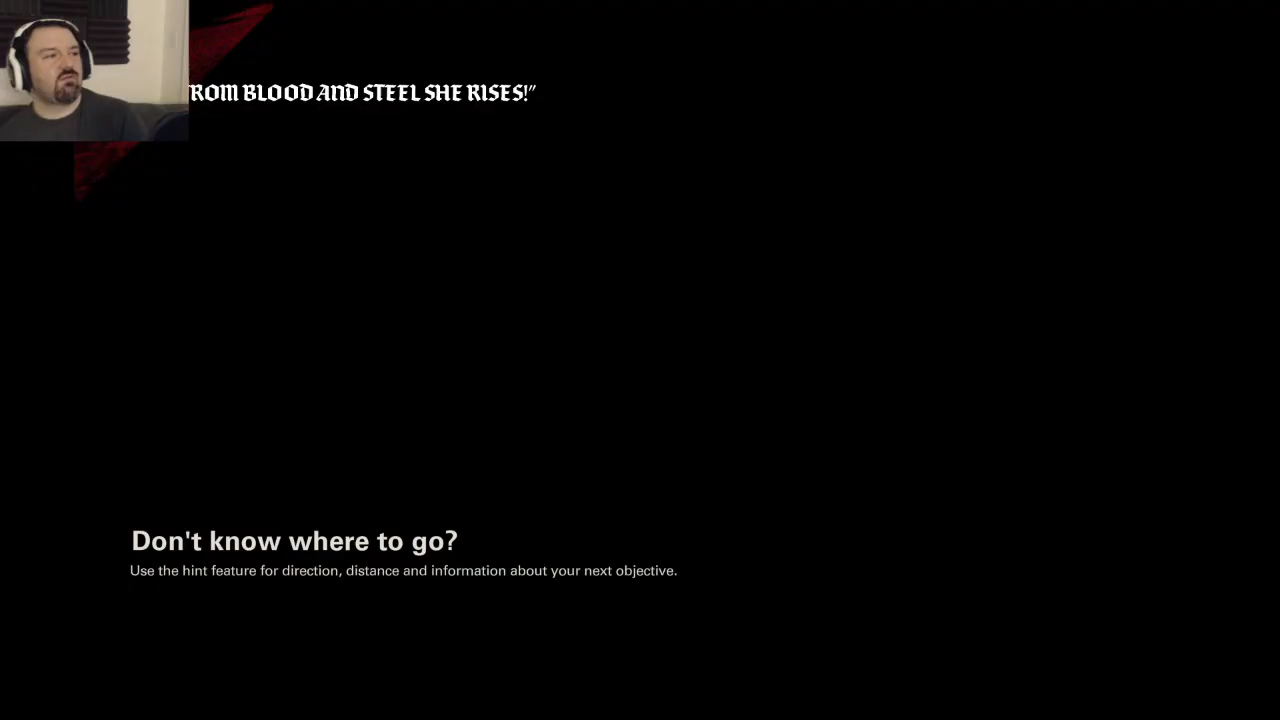 ROM BLOOD AND STEEL SHE RISES!”
Don't know where to go?
Use the hint feature for direction, distance and information about your next objective.